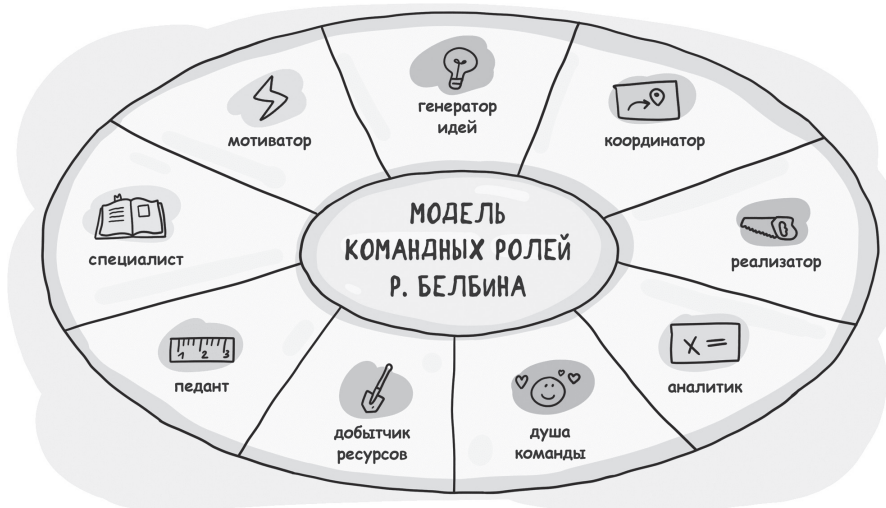 генератор
идей
мотиватор
координатор
МОДЕЛЬ
КОМАНДНЫХ РОЛЕЙ
Р. БЕЛБИНА
специалист
реализатор
1 2 3
X =
педант
аналитик
добытчик
ресурсов
душа
команды